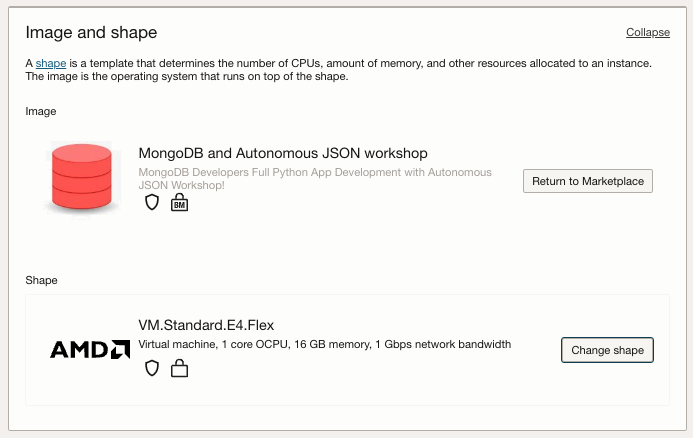 Image and shape
Collapse
A shape is a template that determines the number of CPUs, amount of memory, and other resources allocated to an instance.
The image is the operating system that runs on top of the shape.
Image
MongoDB and Autonomous JSON workshop
MongoDB Developers Full Python App Development with Autonomous
JSON Workshop!
Return to Marketplace
BM
Shape
VM.Standard.E4.Flex
AMD
Virtual machine, 1 core OCPU, 16 GB memory, 1 Gbps network bandwidth
Change shape